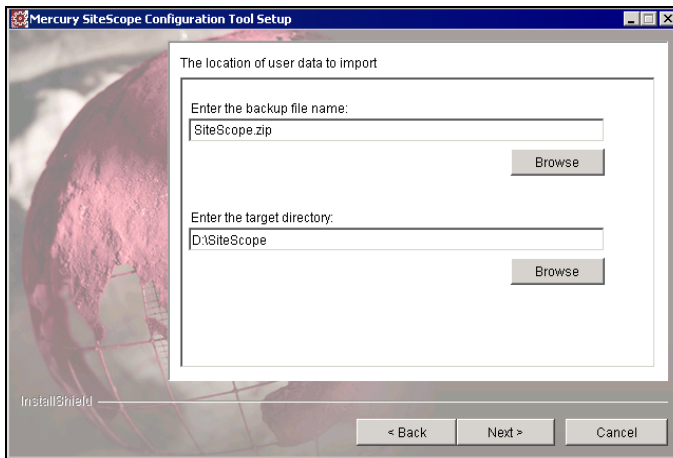 Mercury SiteScope Configuration Tool Setup
The location of user data to import
Enter the backup file name:
SiteScope.zip
Browse
Enter the target directory:
D:\SiteScope
Browse
InstallShield
< Back Next > Cancel